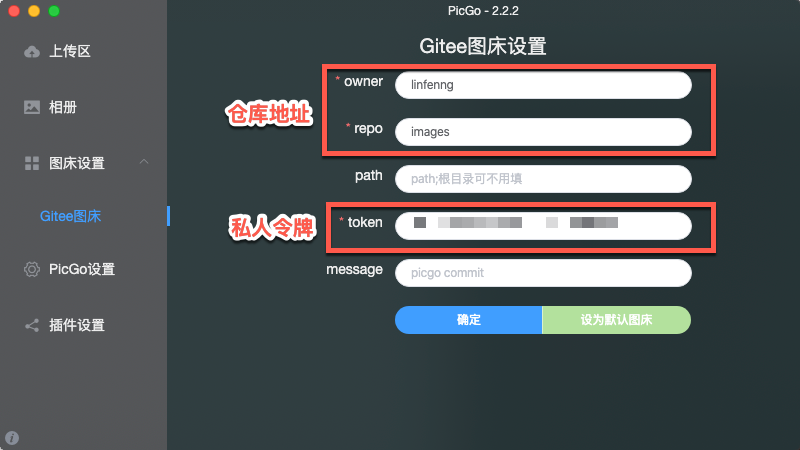 PicGo - 2.2.2
上传区
相册
图床设置
Gitee图床
PicGo设置
插件设置
Gitee图床设置
仓库地址
* owner
linfenng
* repo
images
path
path;根目录可不用填
私人令牌
* token
message
picgo commit
确定
设为默认图床